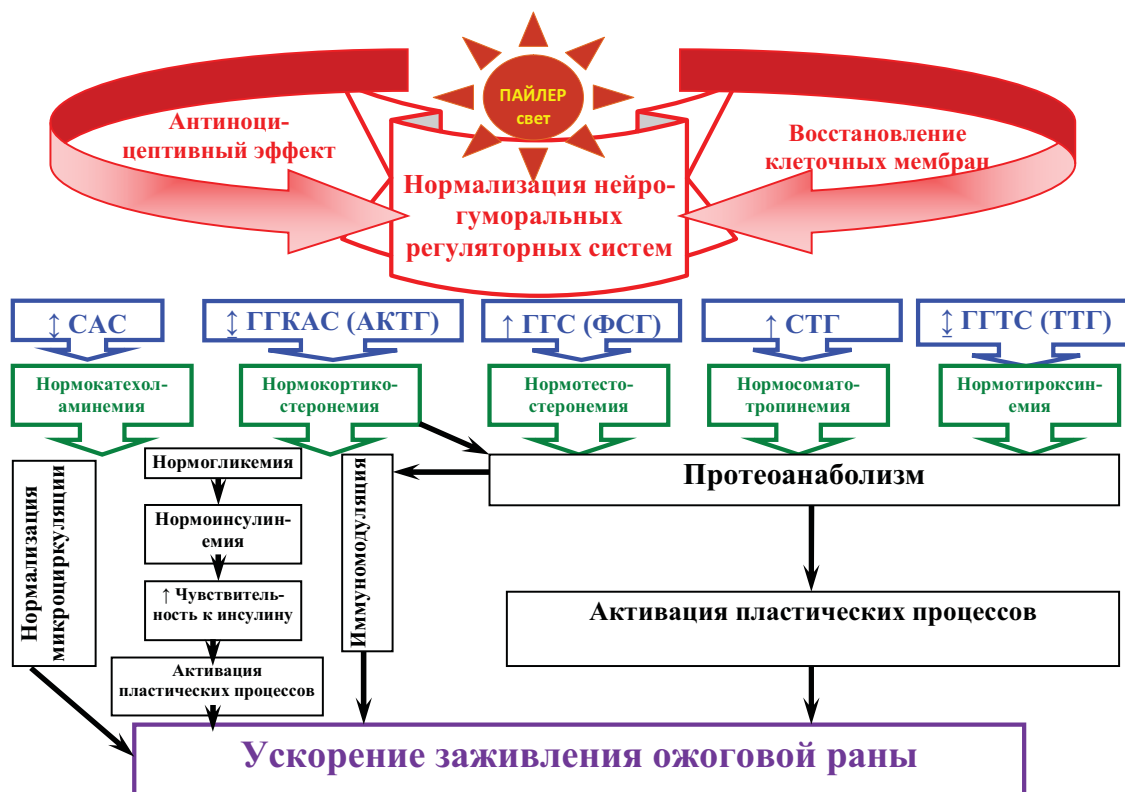 ПАЙЛЕР
свет
Антиноци-
цептивный эффект
Восстановление
клеточных мембран
Нормализация нейро-
гуморальных
регуляторных систем
↕ САС
↕ ГГКАС (АКТГ)
↑ ГГС (ФСГ)
↑ СТГ
↕ ГГТС (ТТГ)
Нормокатехол-
аминемия
Нормокортико-
стеронемия
Нормотесто-
стеронемия
Нормосомато-
тропинемия
Нормотироксин-
емия
Нормализация
микроциркуляции
Нормогликемия
Нормоинсулин-
емия
↑ Чувствитель-
ность к инсулину
Активация
пластических процессов
Иммуномодуляция
Протеоанаболизм
Активация пластических процессов
Ускорение заживления ожоговой раны